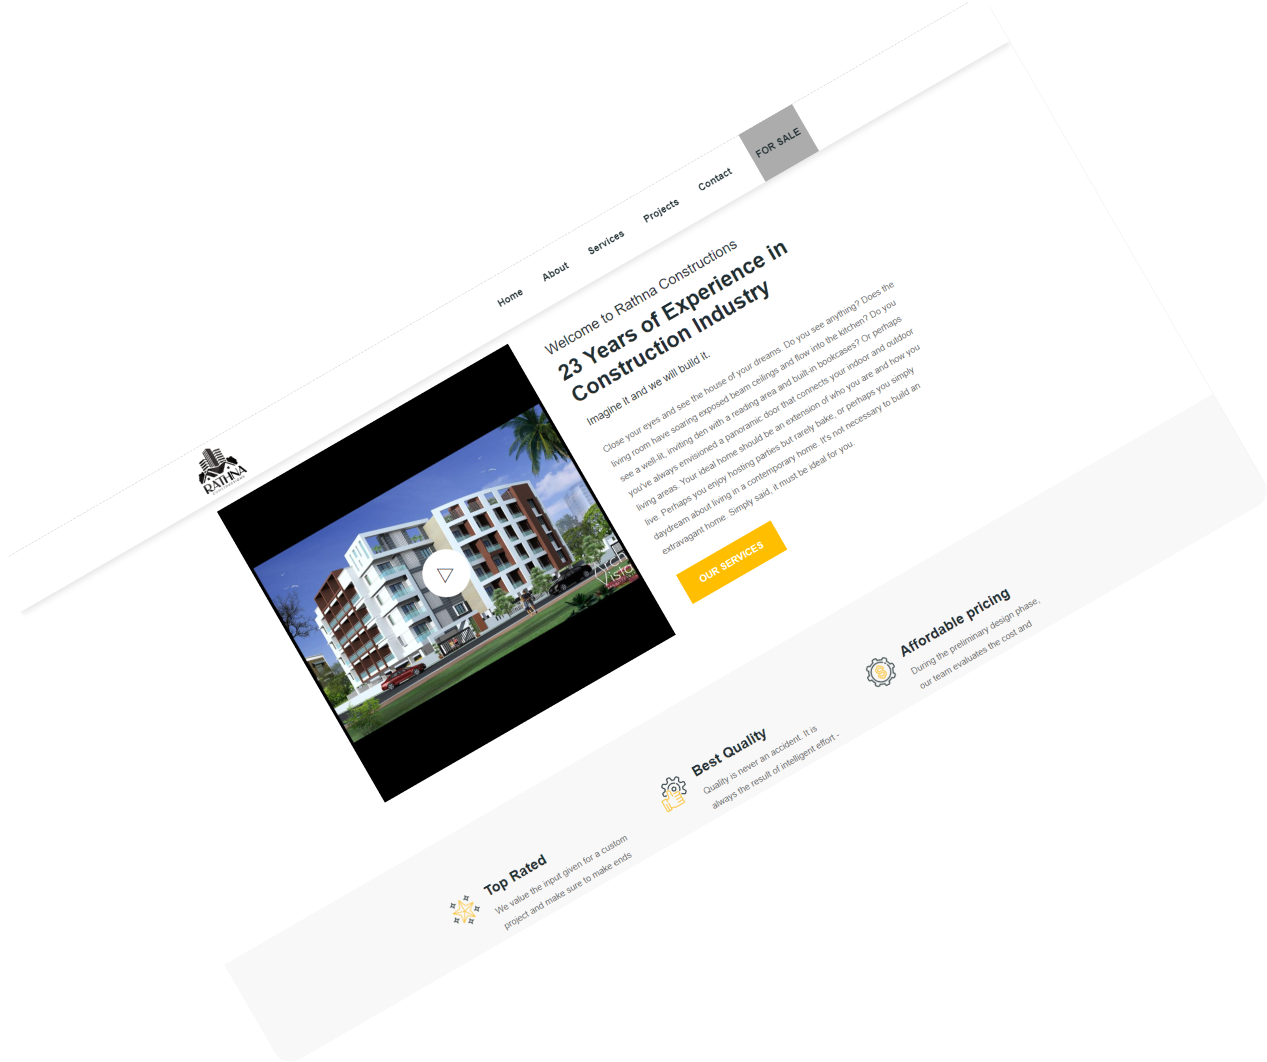 RATHNA
Home
About
Services
Projects
Contact
FOR SALE
Welcome to Rathna Constructions
23 Years of Experience in
Construction Industry
Imagine it and we will build it.
Close your eyes and see the house of your dreams. Do you see anything? Does the
living room have soaring exposed beam ceilings and flow into the kitchen? Do you
see a well-lit, inviting den with a reading area and built-in bookcases? Or perhaps
you've always envisioned a panoramic door that connects your indoor and outdoor
living areas. Your ideal home should be an extension of who you are and how you
live. Perhaps you enjoy hosting parties but rarely bake, or perhaps you simply
daydream about living in a contemporary home. It's not necessary to build an
extravagant home. Simply said, it must be ideal for you.
OUR SERVICES
Arch
Vista
Top Rated
We value the input given for a custom
project and make sure to make ends
Best Quality
Quality is never an accident. It is
always the result of intelligent effort -
Affordable pricing
During the preliminary design phase,
our team evaluates the cost and